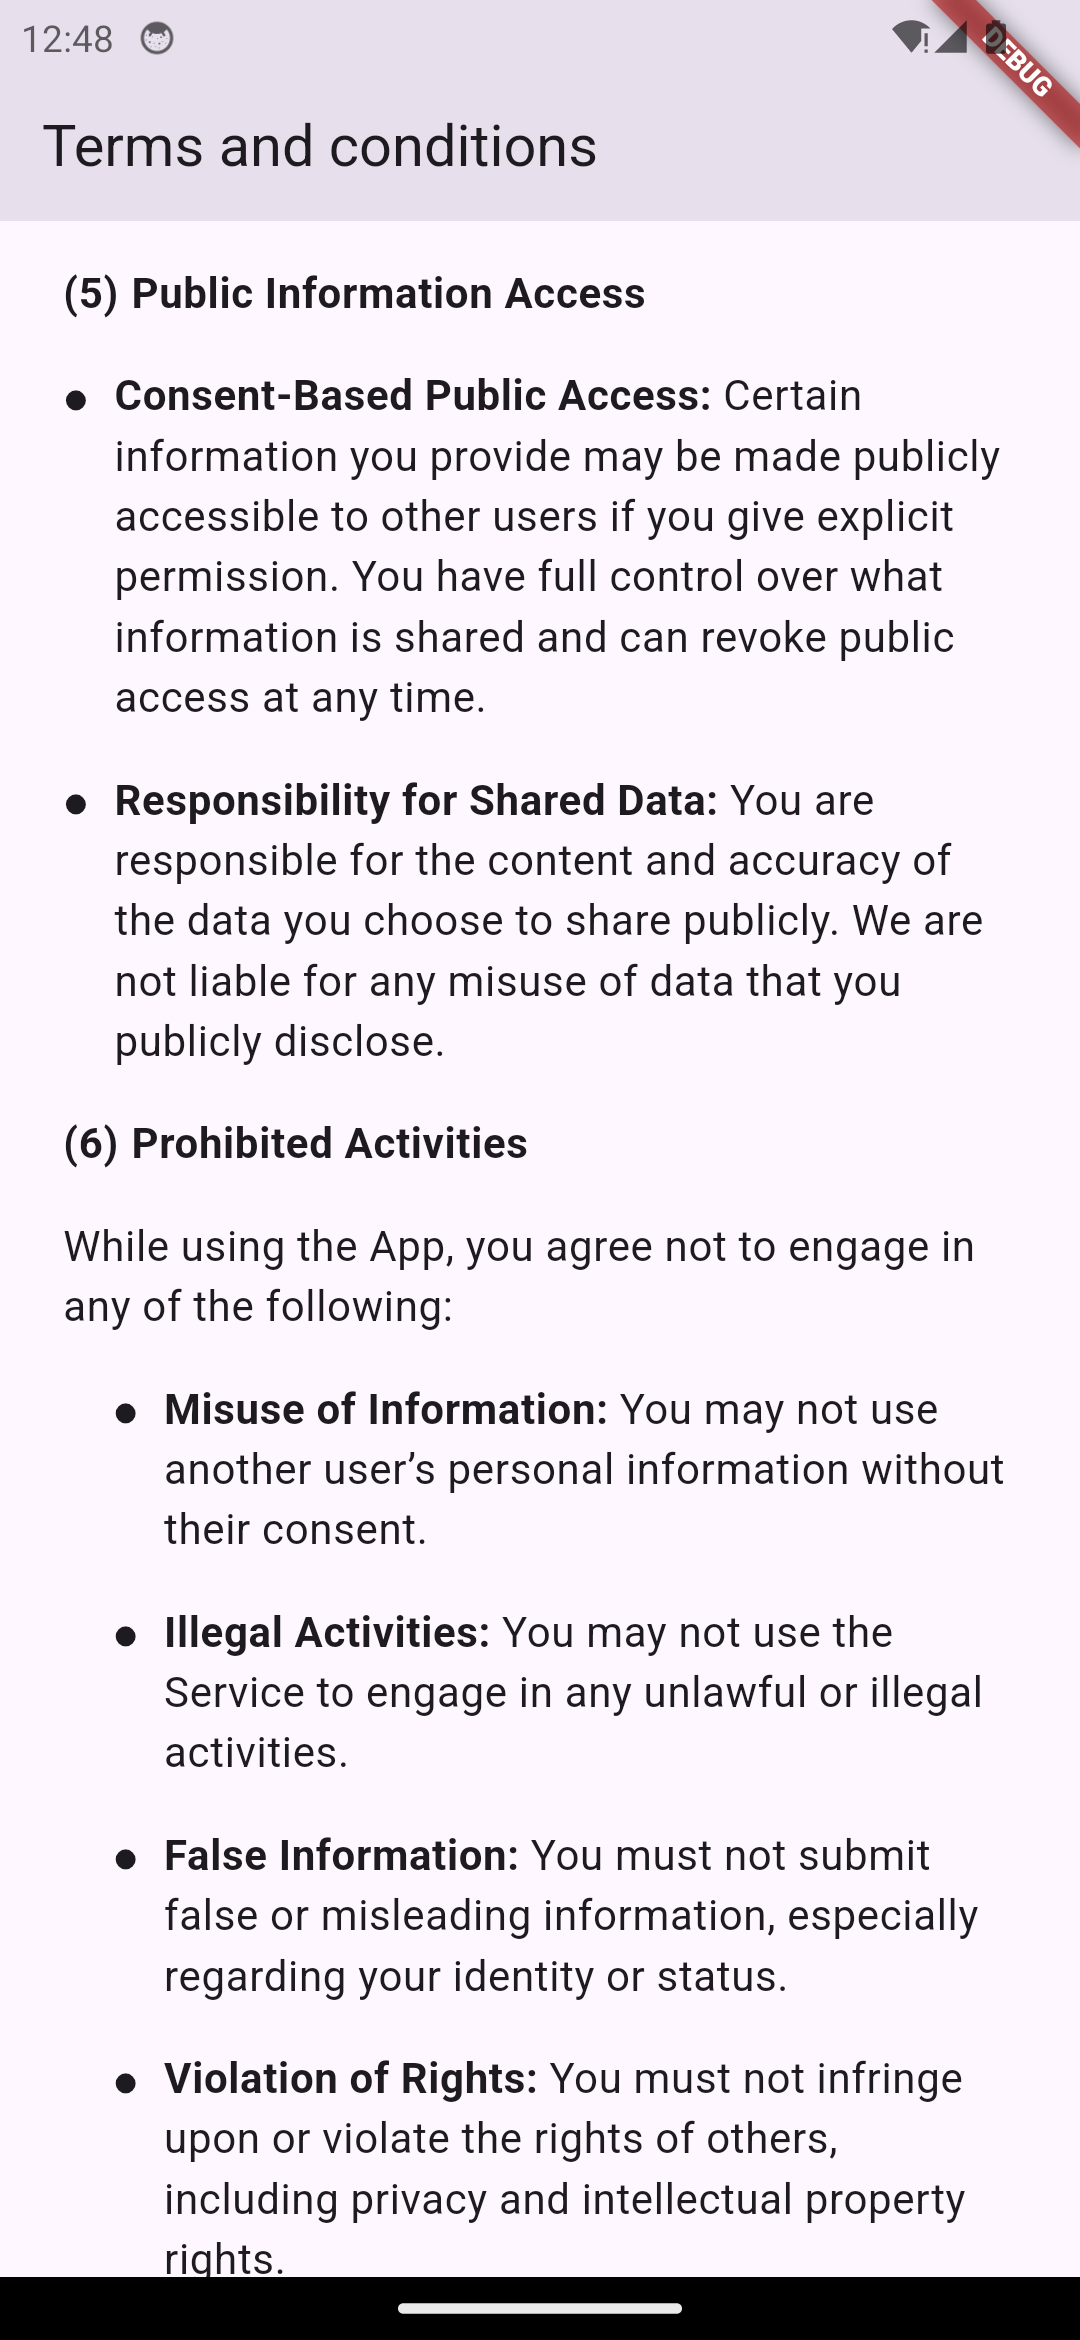 12:48
DEBUG
Terms and conditions
(5) Public Information Access
● Consent-Based Public Access: Certain
information you provide may be made publicly
accessible to other users if you give explicit
permission. You have full control over what
information is shared and can revoke public
access at any time.
● Responsibility for Shared Data: You are
responsible for the content and accuracy of
the data you choose to share publicly. We are
not liable for any misuse of data that you
publicly disclose.
(6) Prohibited Activities
While using the App, you agree not to engage in
any of the following:
● Misuse of Information: You may not use
another user’s personal information without
their consent.
● Illegal Activities: You may not use the
Service to engage in any unlawful or illegal
activities.
● False Information: You must not submit
false or misleading information, especially
regarding your identity or status.
● Violation of Rights: You must not infringe
upon or violate the rights of others,
including privacy and intellectual property
rights.